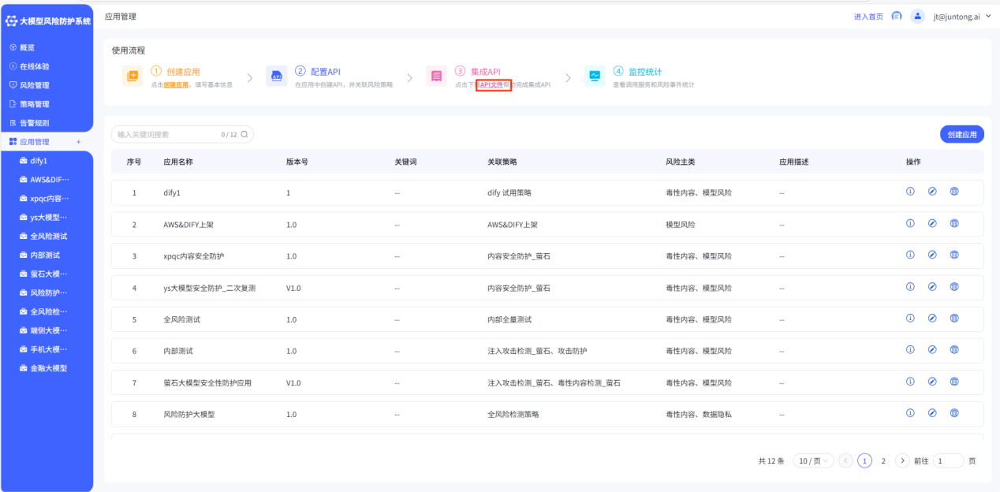 大模型风险防护系统
应用管理
进入首页
jt@juntong.ai
概览
在线体验
风险管理
策略管理
告警规则
应用管理 +
dify1
AWS&DIF···
xpqc内容···
ys大模型···
全风险测试
内部测试
萤石大模···
风险防护···
全风险检···
端侧大模···
手机大模···
金融大模型
使用流程
① 创建应用
点击创建应用，填写基本信息
② 配置API
在应用中创建API，并关联风险策略
③ 集成API
点击下载API文件帮助完成集成API
④ 监控统计
查看调用服务和风险事件统计
输入关键词搜索 0 / 12
创建应用
序号 应用名称 版本号 关键词 关联策略 风险主类 应用描述 操作
1 dify1 1 -- dify 试用策略 毒性内容、模型风险 --
2 AWS&DIFY上架 1.0 -- AWS&DIFY上架 模型风险 --
3 xpqc内容安全防护 1.0 -- 内容安全防护_萤石 毒性内容、模型风险 --
4 ys大模型安全防护_二次复测 V1.0 -- 内容安全防护_萤石 毒性内容、模型风险 --
5 全风险测试 1.0 -- 内部全量测试 毒性内容、模型风险 --
6 内部测试 1.0 -- 注入攻击检测_萤石、攻击防护 毒性内容、模型风险 --
7 萤石大模型安全性防护应用 V1.0 -- 注入攻击检测_萤石、毒性内容检测_萤石 毒性内容、模型风险 --
8 风险防护大模型 1.0 -- 全风险检测策略 毒性内容、数据隐私 --
共 12 条 10 / 页 1 2 前往 1 页